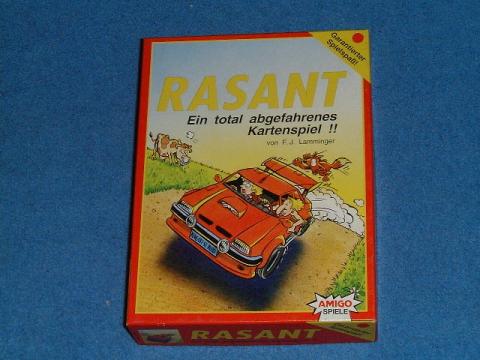 Garantierter
Spielspaß!
RASANT
Ein total abgefahrenes
Kartenspiel !!
von F. J. Lamminger
AMIGO
SPIELE
RASANT